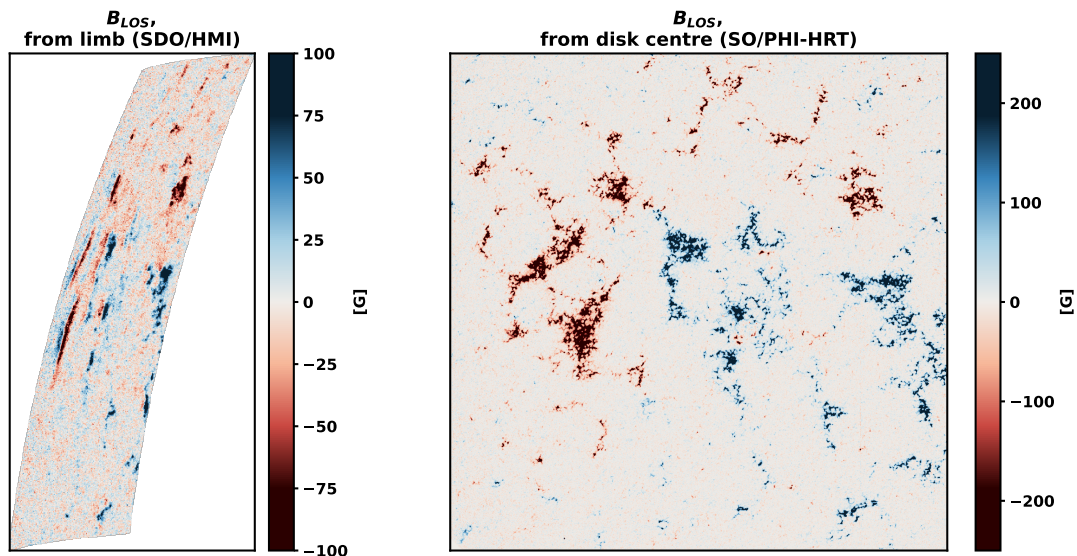 B_LOS,
from limb (SDO/HMI)
100
75
50
25
0
−25
−50
−75
−100
[G]
B_LOS,
from disk centre (SO/PHI-HRT)
200
100
0
−100
−200
[G]